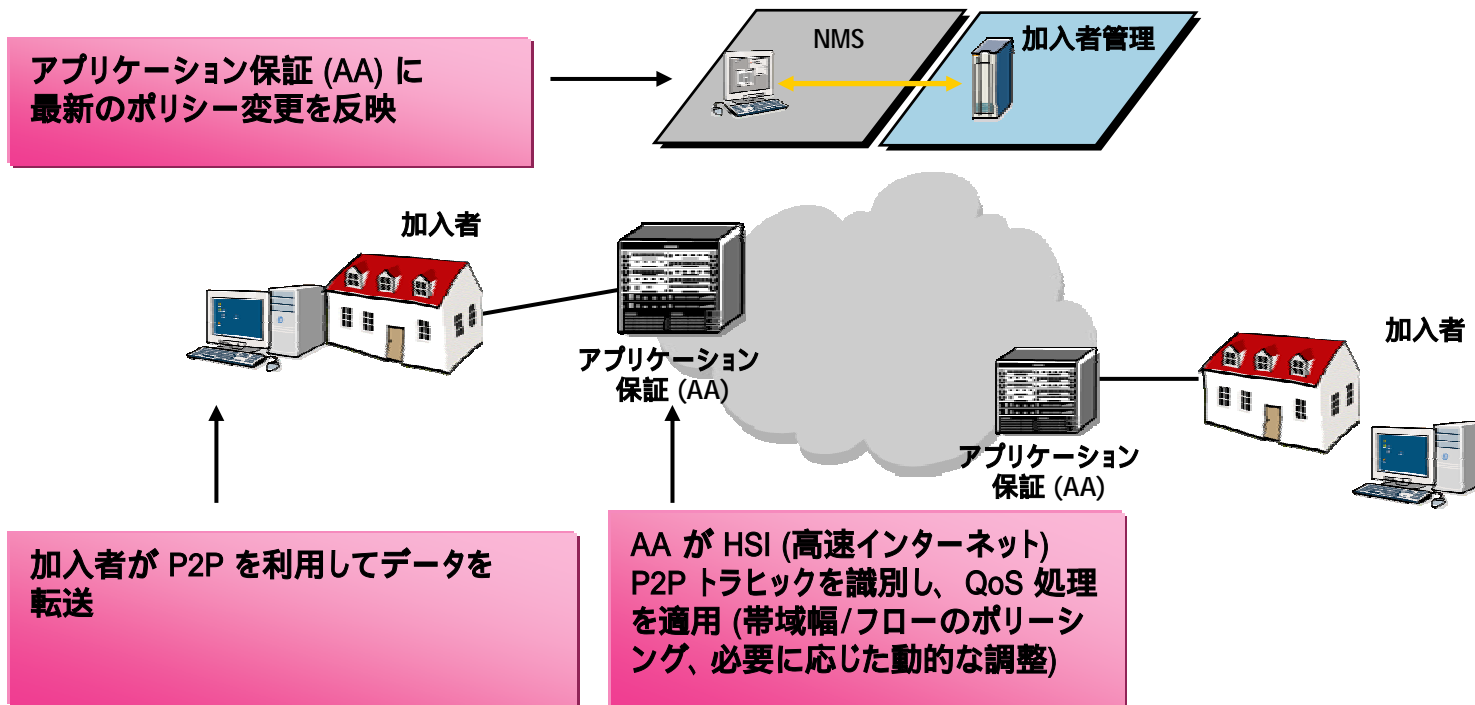 アプリケーション保証 (AA) に
最新のポリシー変更を反映
NMS
加入者管理
加入者
アプリケーション
保証 (AA)
加入者
アプリケーション
保証 (AA)
加入者が P2P を利用してデータを
転送
AA が HSI (高速インターネット)
P2P トラヒックを識別し、QoS 処理
を適用 (帯域幅/フローのポリーシ
ング、必要に応じた動的な調整)